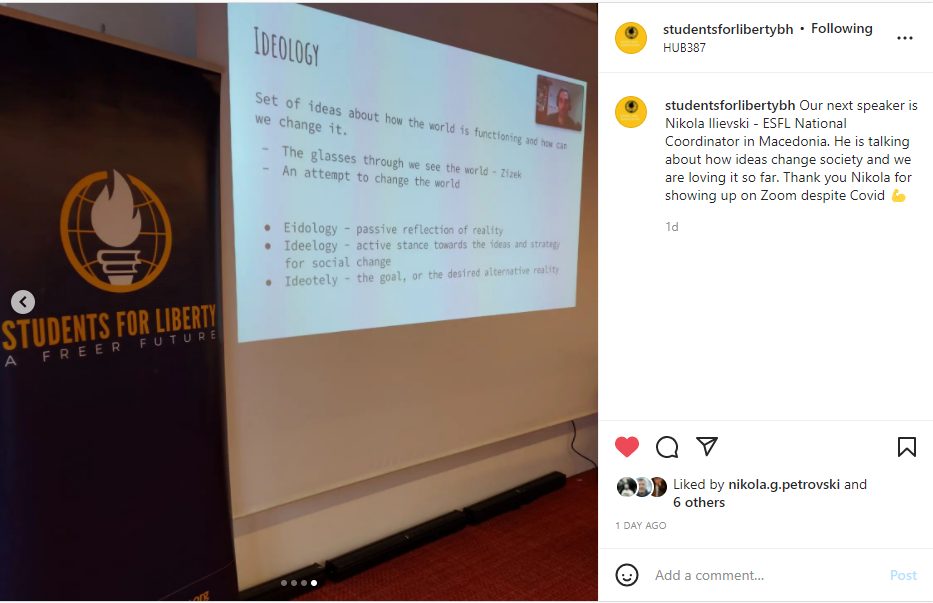 IDEOLOGY
Set of ideas about how the world is functioning and how can
we change it.
- The glasses through we see the world - Zizek
- An attempt to change the world
● Eidology - passive reflection of reality
● Ideelogy - active stance towards the ideas and strategy
for social change
● Ideotely - the goal, or the desired alternative reality
STUDENTS FOR LIBERTY
A FREER FUTURE
studentsforlibertybh • Following
HUB387
studentsforlibertybh Our next speaker is
Nikola Ilievski - ESFL National
Coordinator in Macedonia. He is talking
about how ideas change society and we
are loving it so far. Thank you Nikola for
showing up on Zoom despite Covid 💪
1d
Liked by nikola.g.petrovski and
6 others
1 DAY AGO
Add a comment...
Post